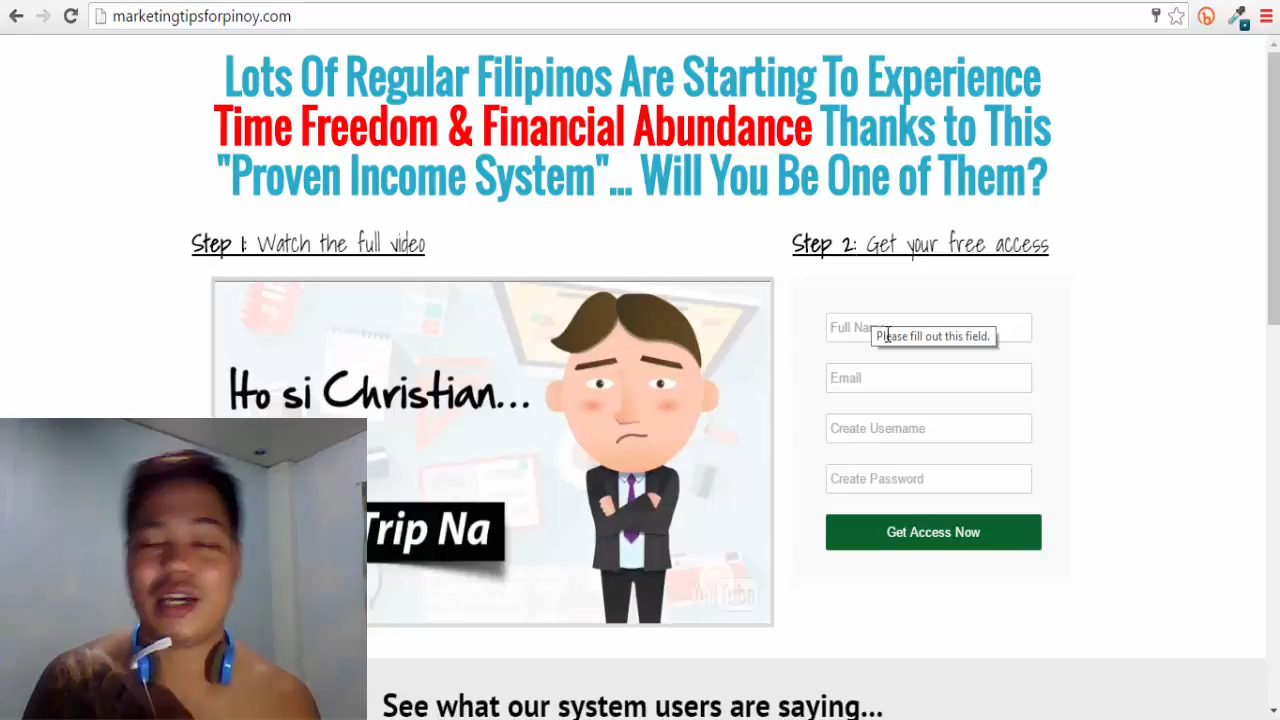 marketingtipsforpinoy.com
Lots Of Regular Filipinos Are Starting To Experience
Time Freedom & Financial Abundance Thanks to This
"Proven Income System"... Will You Be One of Them?
Step 1: Watch the full video
Step 2: Get your free access
Ito si Christian...
Trip Na
YouTube
Full Name
Please fill out this field.
Email
Create Username
Create Password
Get Access Now
See what our system users are saying...